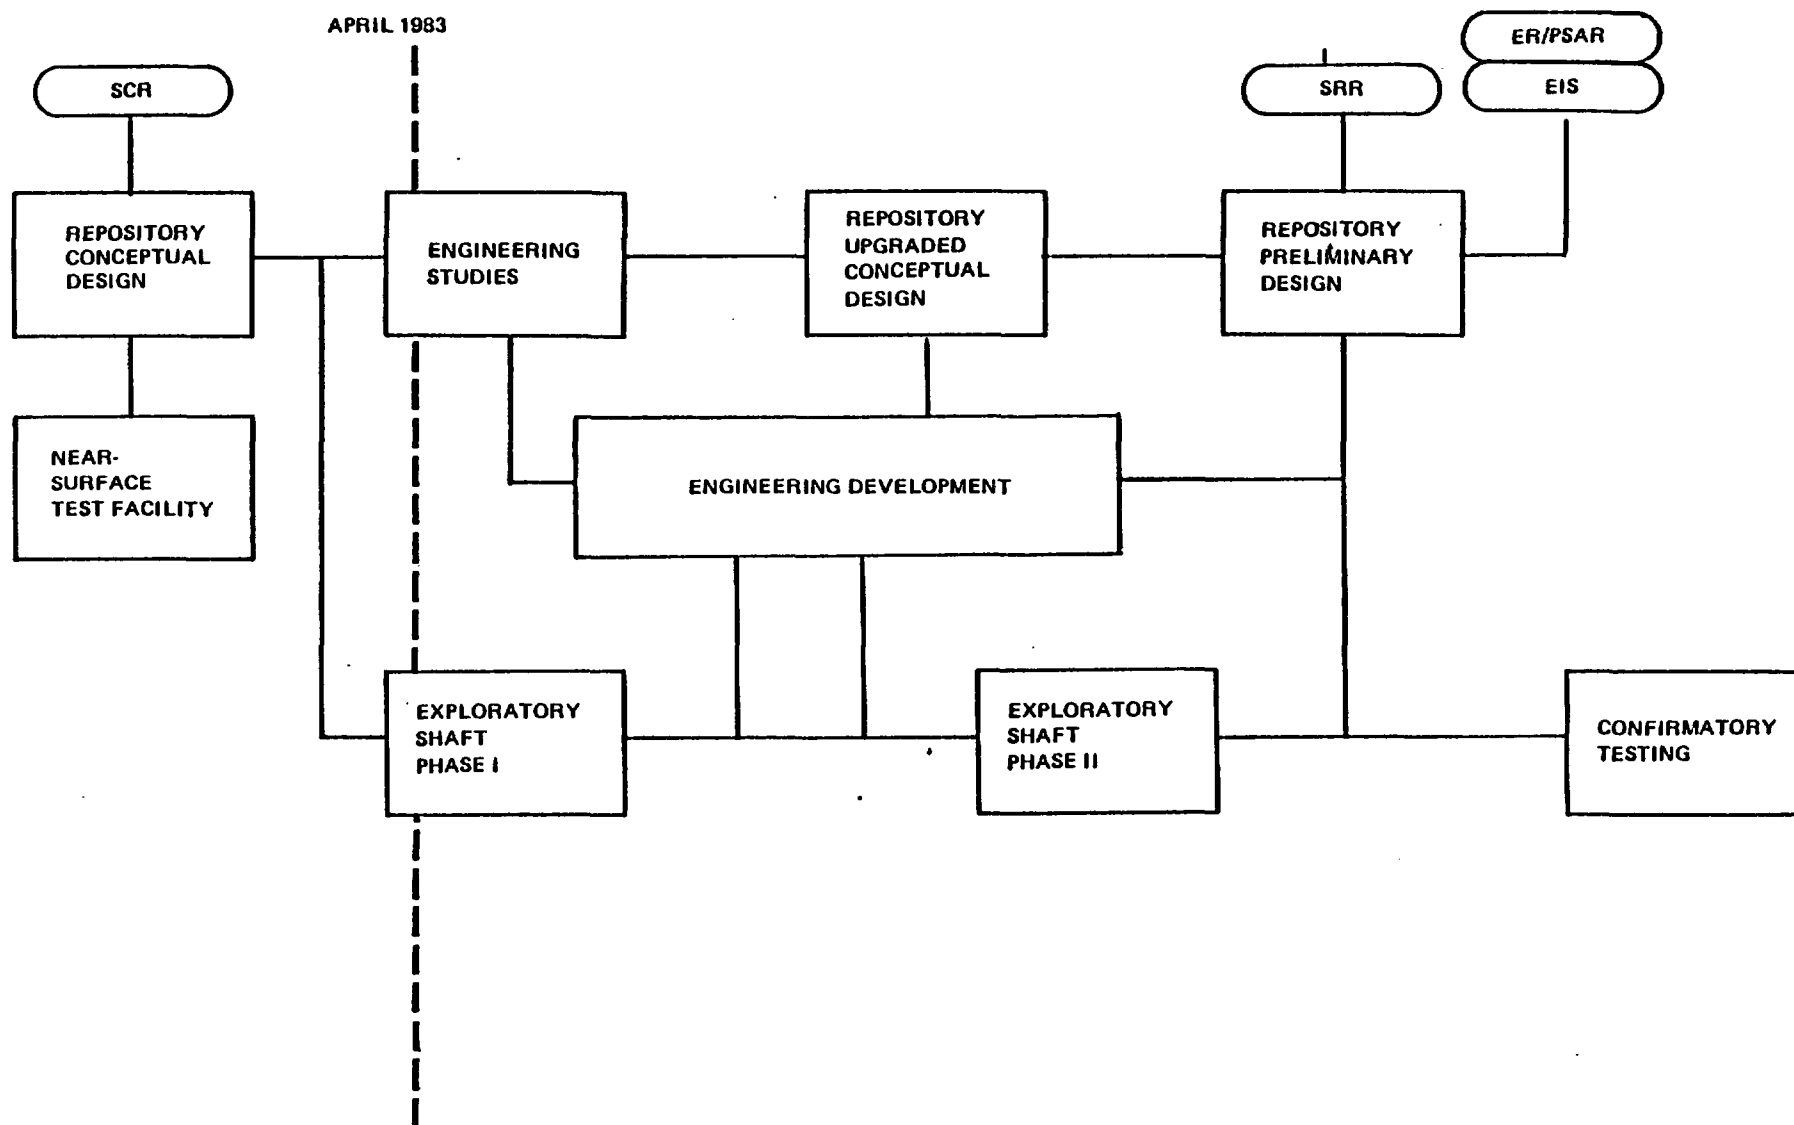 APRIL 1983
SCR
ER/PSAR
SRR
EIS
REPOSITORY
CONCEPTUAL
DESIGN
ENGINEERING
STUDIES
REPOSITORY
UPGRADED
CONCEPTUAL
DESIGN
REPOSITORY
PRELIMINARY
DESIGN
NEAR-
SURFACE
TEST FACILITY
ENGINEERING DEVELOPMENT
EXPLORATORY
SHAFT
PHASE I
EXPLORATORY
SHAFT
PHASE II
CONFIRMATORY
TESTING